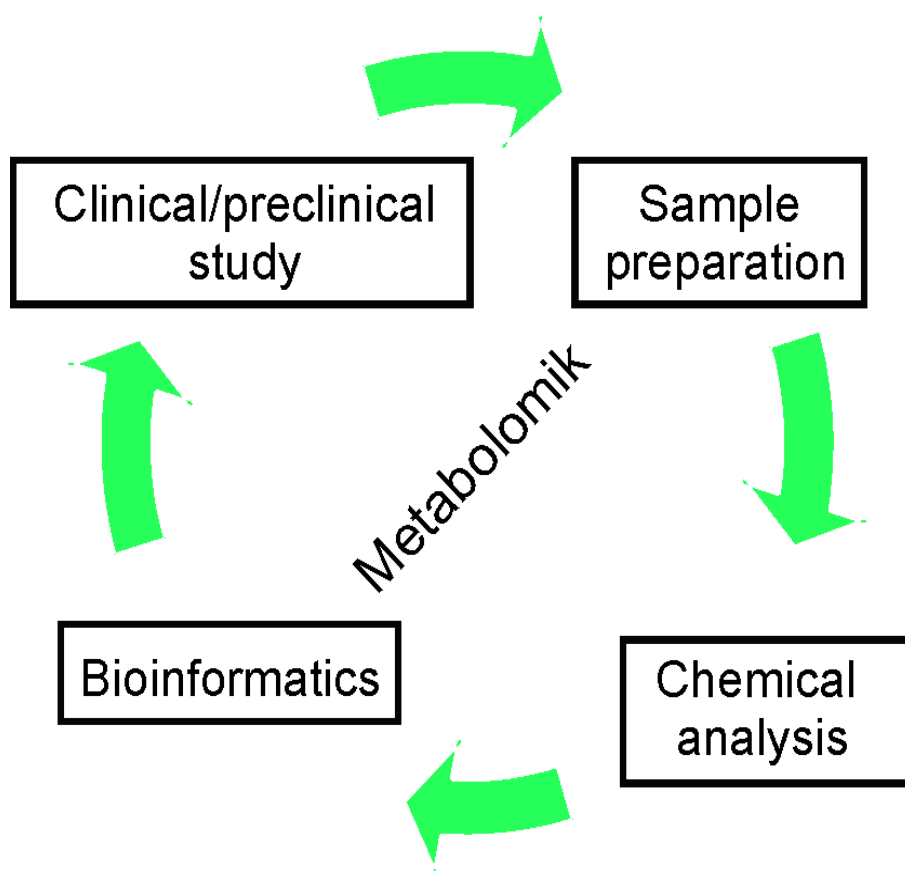 Clinical/preclinical
study
Sample
preparation
Metabolomik
Bioinformatics
Chemical
analysis